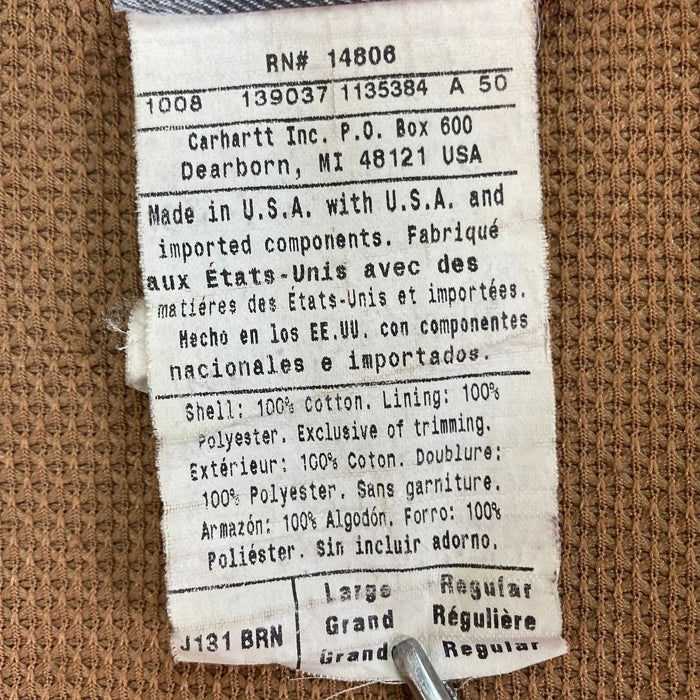 RN# 14806
1008 139037 1135384 A 50
Carhartt Inc. P.O. Box 600
Dearborn, MI 48121 USA
Made in U.S.A. with U.S.A. and
imported components. Fabriqué
aux États-Unis avec des
matiéres des États-Unis et importées.
Hecho en los EE.UU. con componentes
nacionales e importados.
Shell: 100% Cotton. Lining: 100%
Polyester. Exclusive of trimming.
Extérieur: 100% Coton. Doublure:
100% Polyester. Sans garniture.
Armazón: 100% Algodón. Forro: 100%
Poliéster. Sin incluir adorno.
Large Regular
J131 BRN Grand Régulière
Grande Regular